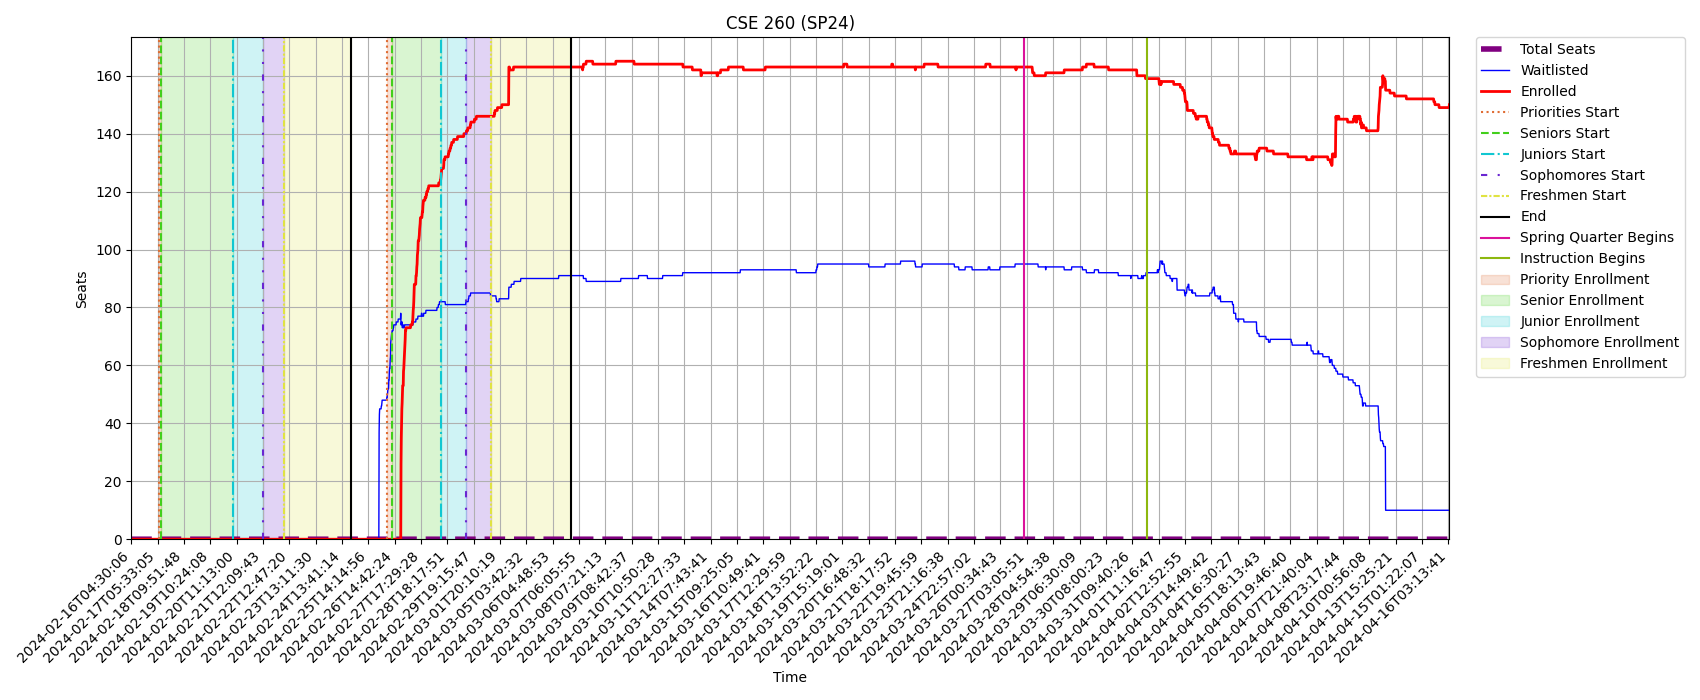 CSE 260 (SP24)
Seats
160
140
120
100
80
60
40
20
0
2024-02-16T04:30:06
2024-02-17T05:33:05
2024-02-18T09:51:48
2024-02-19T10:24:08
2024-02-20T11:13:00
2024-02-21T12:09:43
2024-02-22T12:47:20
2024-02-23T13:11:30
2024-02-24T13:41:14
2024-02-25T14:14:56
2024-02-26T14:42:24
2024-02-27T17:29:28
2024-02-28T18:17:51
2024-02-29T19:15:47
2024-03-01T20:10:19
2024-03-05T03:42:32
2024-03-06T04:48:53
2024-03-07T06:05:55
2024-03-08T07:21:13
2024-03-09T08:42:37
2024-03-10T10:50:28
2024-03-11T12:27:33
2024-03-14T07:43:41
2024-03-15T09:25:05
2024-03-16T10:49:41
2024-03-17T12:29:59
2024-03-18T13:52:22
2024-03-19T15:19:01
2024-03-20T16:48:32
2024-03-21T18:17:52
2024-03-22T19:45:59
2024-03-23T21:16:38
2024-03-24T22:57:02
2024-03-26T00:34:43
2024-03-27T03:05:51
2024-03-28T04:54:38
2024-03-29T06:30:09
2024-03-30T08:00:23
2024-03-31T09:40:26
2024-04-01T11:16:47
2024-04-02T12:52:55
2024-04-03T14:49:42
2024-04-04T16:30:27
2024-04-05T18:13:43
2024-04-06T19:46:40
2024-04-07T21:40:04
2024-04-08T23:17:44
2024-04-10T00:56:08
2024-04-13T15:25:21
2024-04-15T01:22:07
2024-04-16T03:13:41
Time
Total Seats
Waitlisted
Enrolled
Priorities Start
Seniors Start
Juniors Start
Sophomores Start
Freshmen Start
End
Spring Quarter Begins
Instruction Begins
Priority Enrollment
Senior Enrollment
Junior Enrollment
Sophomore Enrollment
Freshmen Enrollment